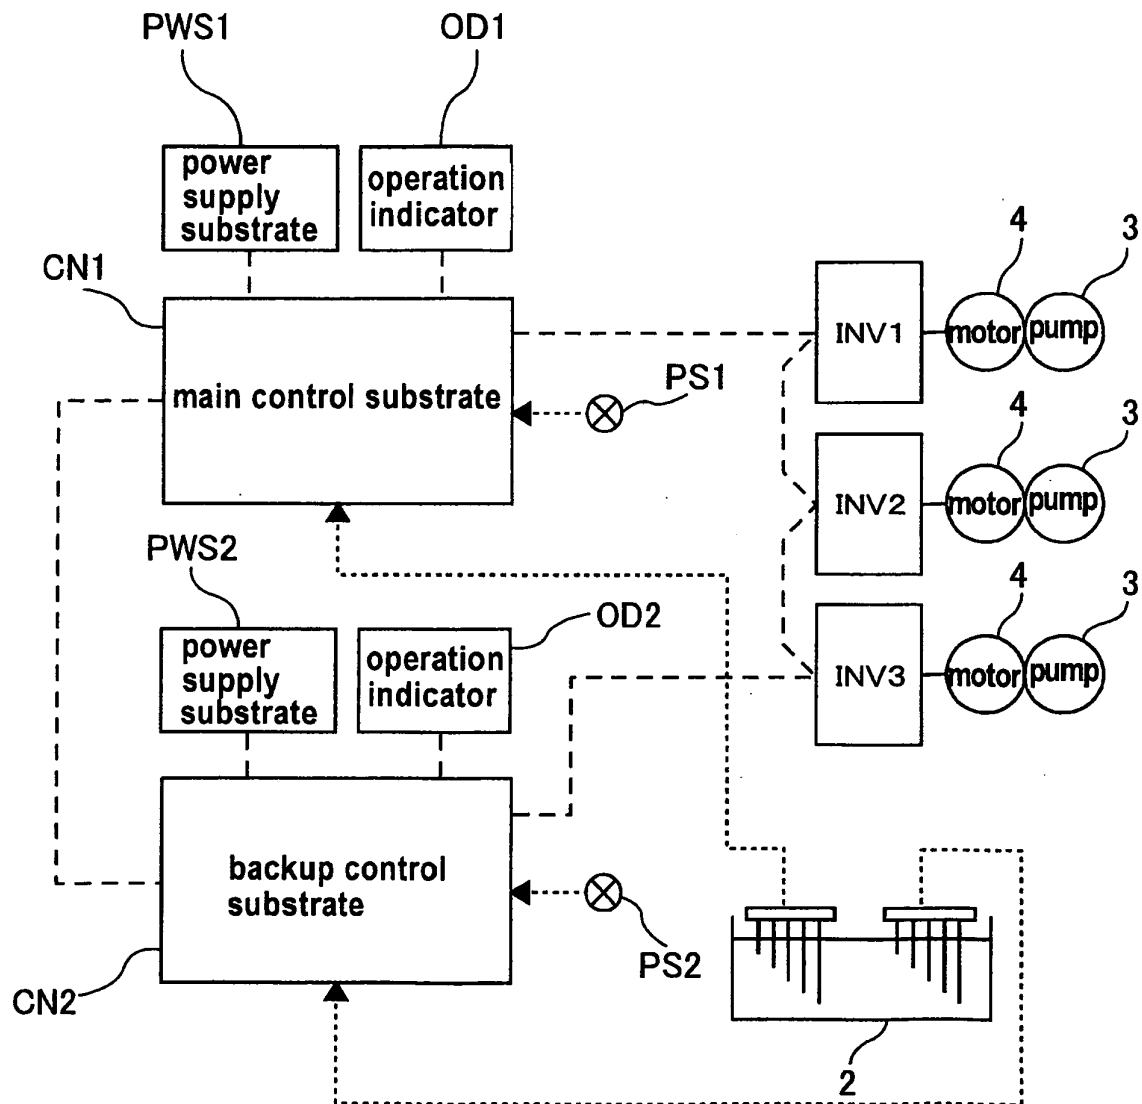 PWS1
OD1
power
supply
substrate
operation
indicator
4
3
CN1
INV1
motor
pump
PS1
main control substrate
4
3
INV2
motor
pump
PWS2
OD2
4
3
power
supply
substrate
operation
indicator
INV3
motor
pump
backup control
substrate
PS2
CN2
2